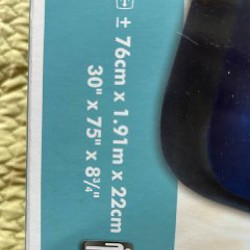 ± 76cm x 1.91m x 22cm
30" x 75" x 8¾"